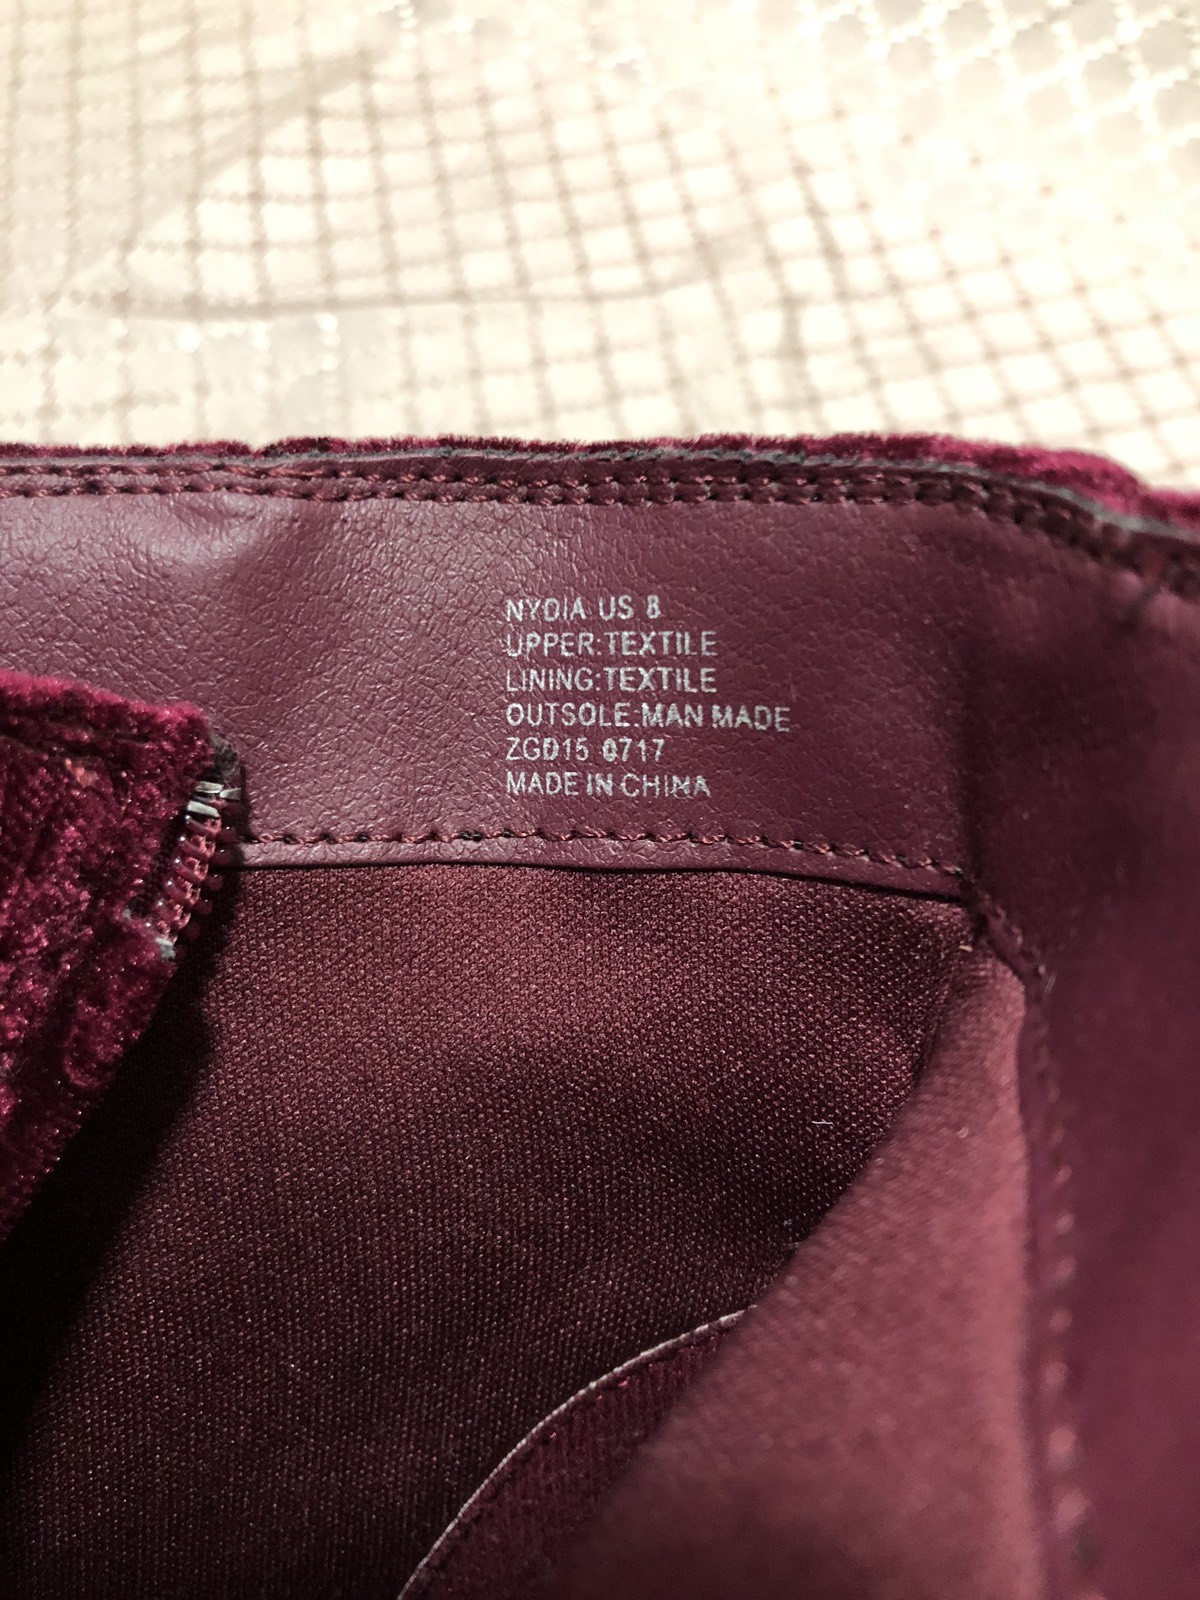 NYDIA US 8
UPPER:TEXTILE
LINING:TEXTILE
OUTSOLE:MAN MADE
ZGD15 0717
MADE IN CHINA